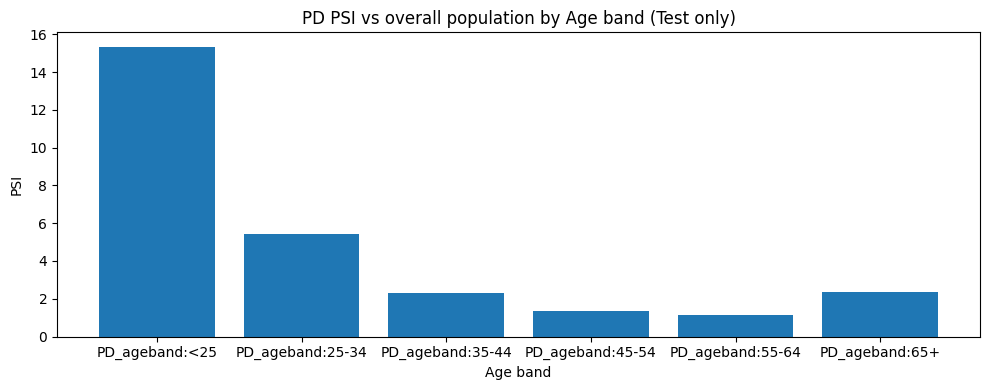 PD PSI vs overall population by Age band (Test only)
16
14
12
10
8
6
4
2
0
PSI
PD_ageband:<25 PD_ageband:25-34 PD_ageband:35-44 PD_ageband:45-54 PD_ageband:55-64 PD_ageband:65+
Age band